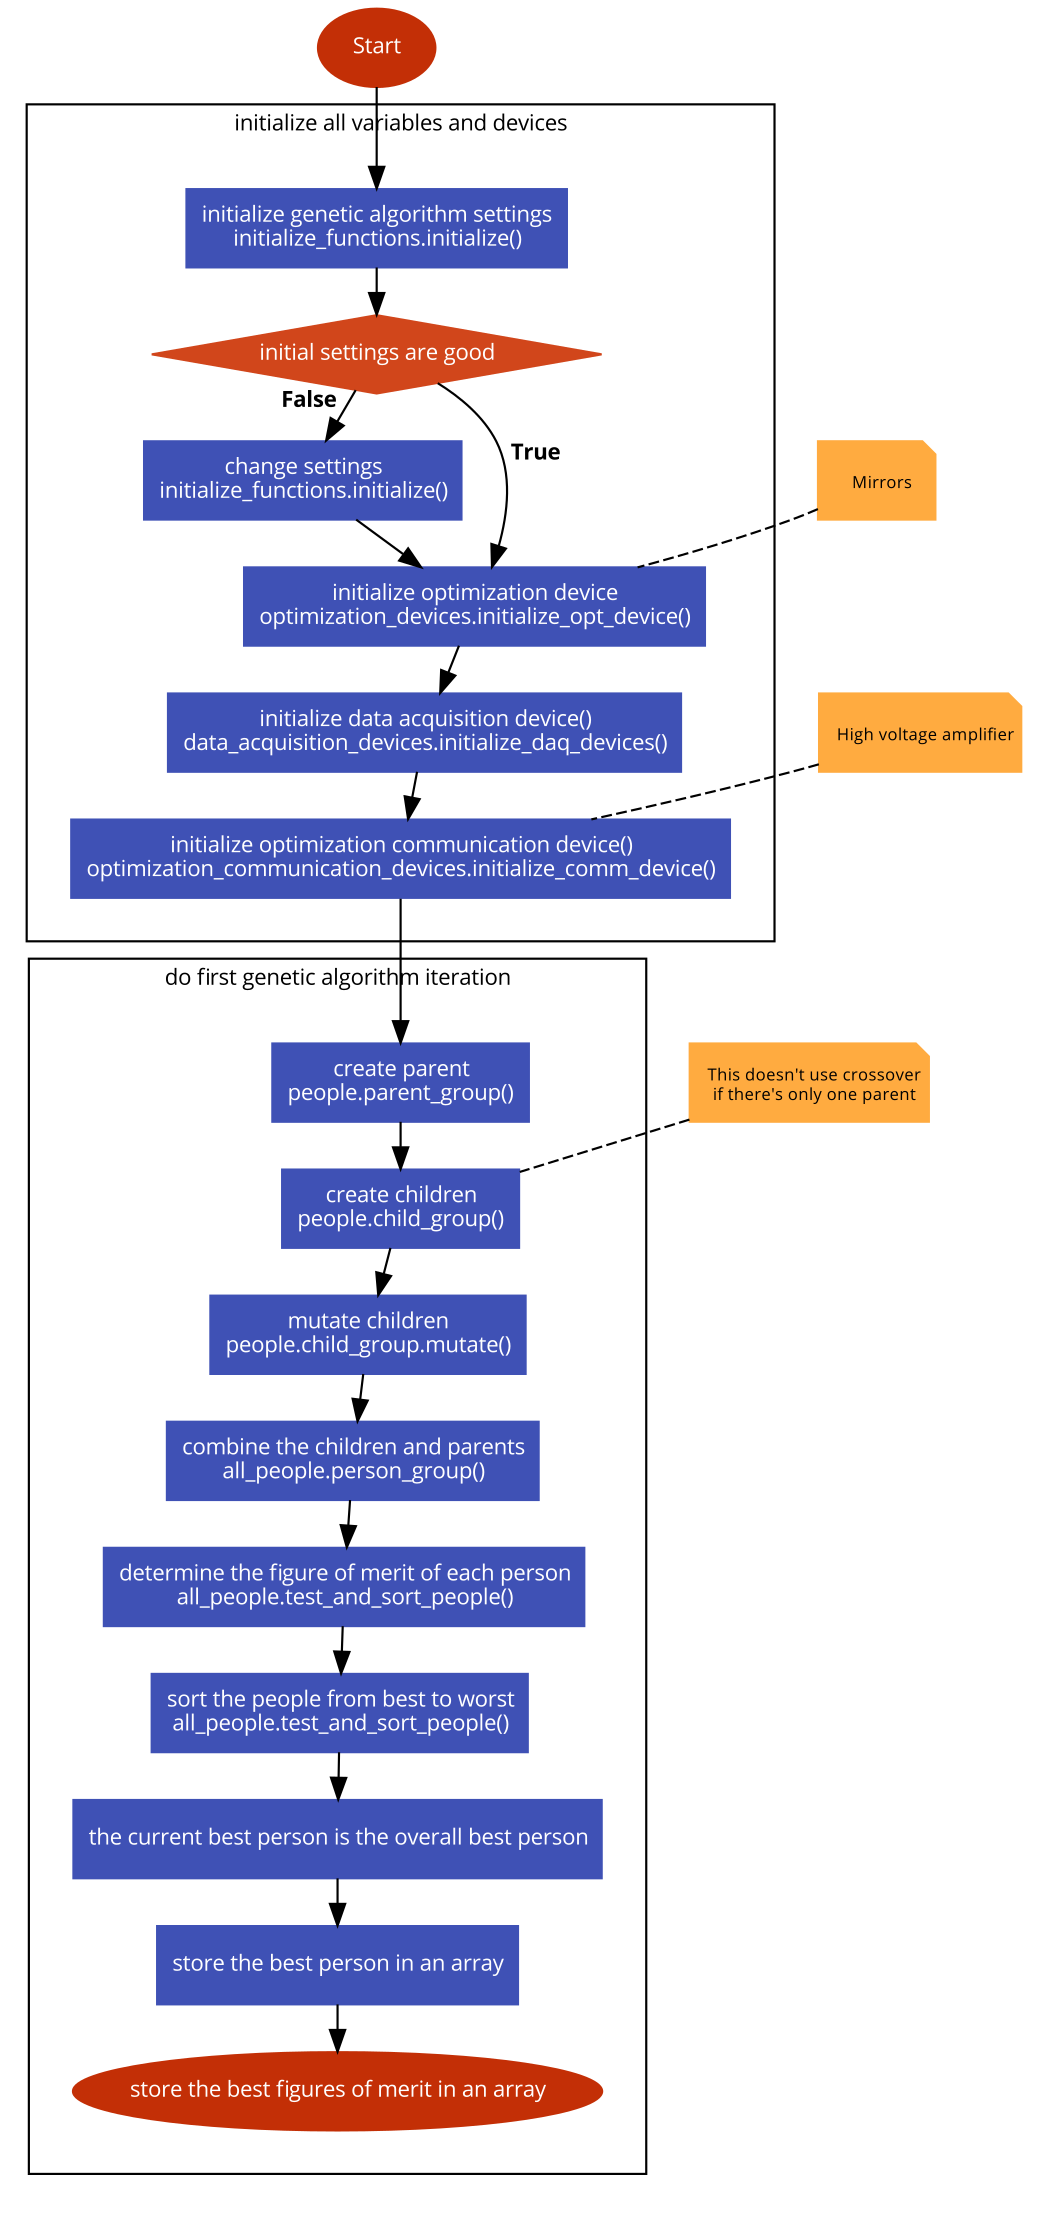 Start
initialize all variables and devices
initialize genetic algorithm settings
initialize_functions.initialize()
initial settings are good
False
True
change settings
initialize_functions.initialize()
Mirrors
initialize optimization device
optimization_devices.initialize_opt_device()
initialize data acquisition device()
data_acquisition_devices.initialize_daq_devices()
High voltage amplifier
initialize optimization communication device()
optimization_communication_devices.initialize_comm_device()
do first genetic algorithm iteration
create parent
people.parent_group()
This doesn't use crossover
if there's only one parent
create children
people.child_group()
mutate children
people.child_group.mutate()
combine the children and parents
all_people.person_group()
determine the figure of merit of each person
all_people.test_and_sort_people()
sort the people from best to worst
all_people.test_and_sort_people()
the current best person is the overall best person
store the best person in an array
store the best figures of merit in an array